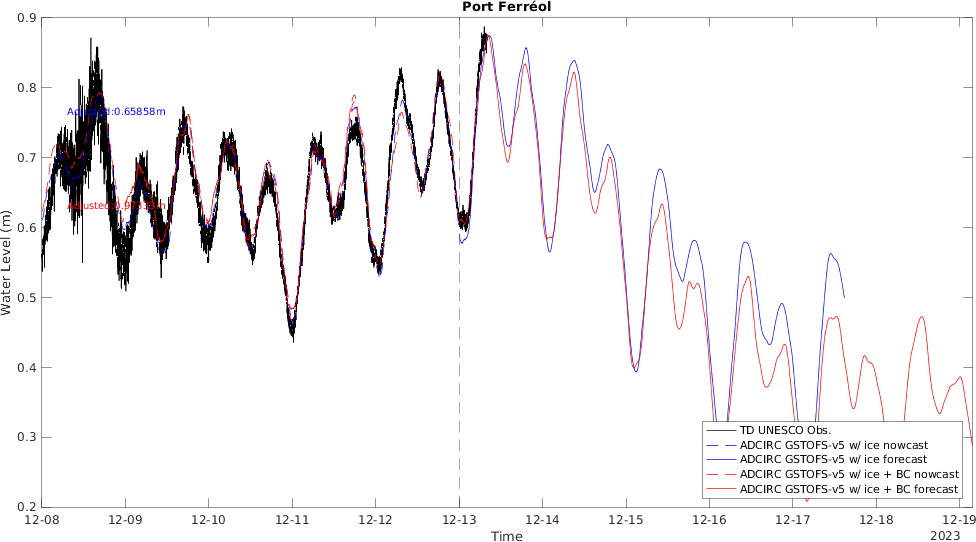 Port Ferréol
Water Level (m)
0.9
0.8
0.7
0.6
0.5
0.4
0.3
0.2
Adjusted:0.65858m
TD UNESCO Obs.
ADCIRC GSTOFS-v5 w/ ice nowcast
ADCIRC GSTOFS-v5 w/ ice forecast
ADCIRC GSTOFS-v5 w/ ice + BC nowcast
ADCIRC GSTOFS-v5 w/ ice + BC forecast
12-08 12-09 12-10 12-11 12-12 12-13 12-14 12-15 12-16 12-17 12-18 12-19
Time
2023